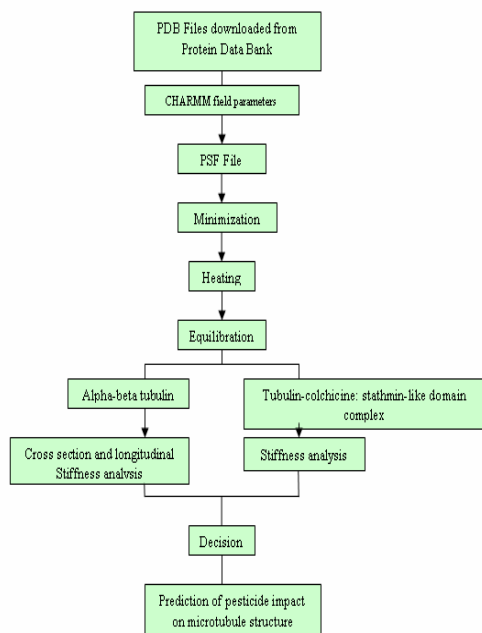 PDB Files downloaded from
Protein Data Bank
CHARMM field parameters
PSF File
Minimization
Heating
Equilibration
Alpha-beta tubulin
Tubulin-colchicine: stathmin-like domain
complex
Cross section and longitudinal
Stiffness analysis
Stiffness analysis
Decision
Prediction of pesticide impact
on microtubule structure